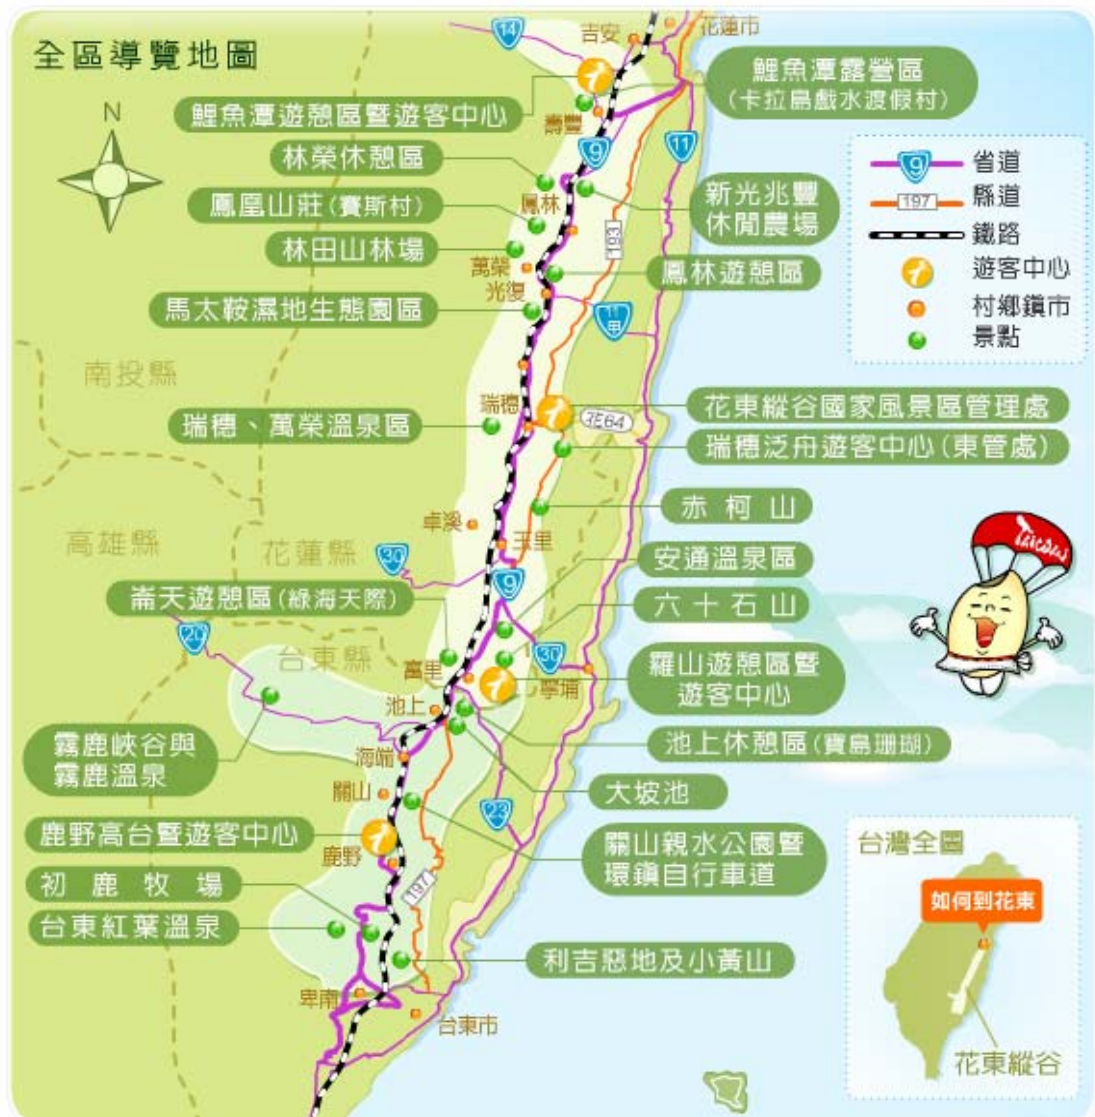 全區導覽地圖
N
14
吉安
花蓮市
鯉魚潭露營區
(卡拉島戲水渡假村)
鯉魚潭遊憩區暨遊客中心
壽豐
9
11
林榮休憩區
新光兆豐
休閒農場
鳳凰山莊(賽斯村)
鳳林
193
林田山林場
萬榮
鳳林遊憩區
光復
馬太鞍濕地生態園區
11
甲
9
省道
197
縣道
鐵路
遊客中心
村鄉鎮市
景點
南投縣
瑞穗
花東縱谷國家風景區管理處
瑞穗、萬榮溫泉區
瑞穗泛舟遊客中心(東管處)
赤柯山
卓溪
玉里
高雄縣
花蓮縣
30
安通溫泉區
9
崙天遊憩區(綠海天際)
六十石山
20
台東縣
30
富里
寧埔
羅山遊憩區暨
遊客中心
池上
池上休憩區(寶島珊瑚)
霧鹿峽谷與
霧鹿溫泉
海端
關山
大坡池
23
鹿野高台暨遊客中心
鹿野
關山親水公園暨
環鎮自行車道
初鹿牧場
197
台東紅葉溫泉
利吉惡地及小黃山
卑南
台東市
台灣全圖
如何到花東
花東縱谷